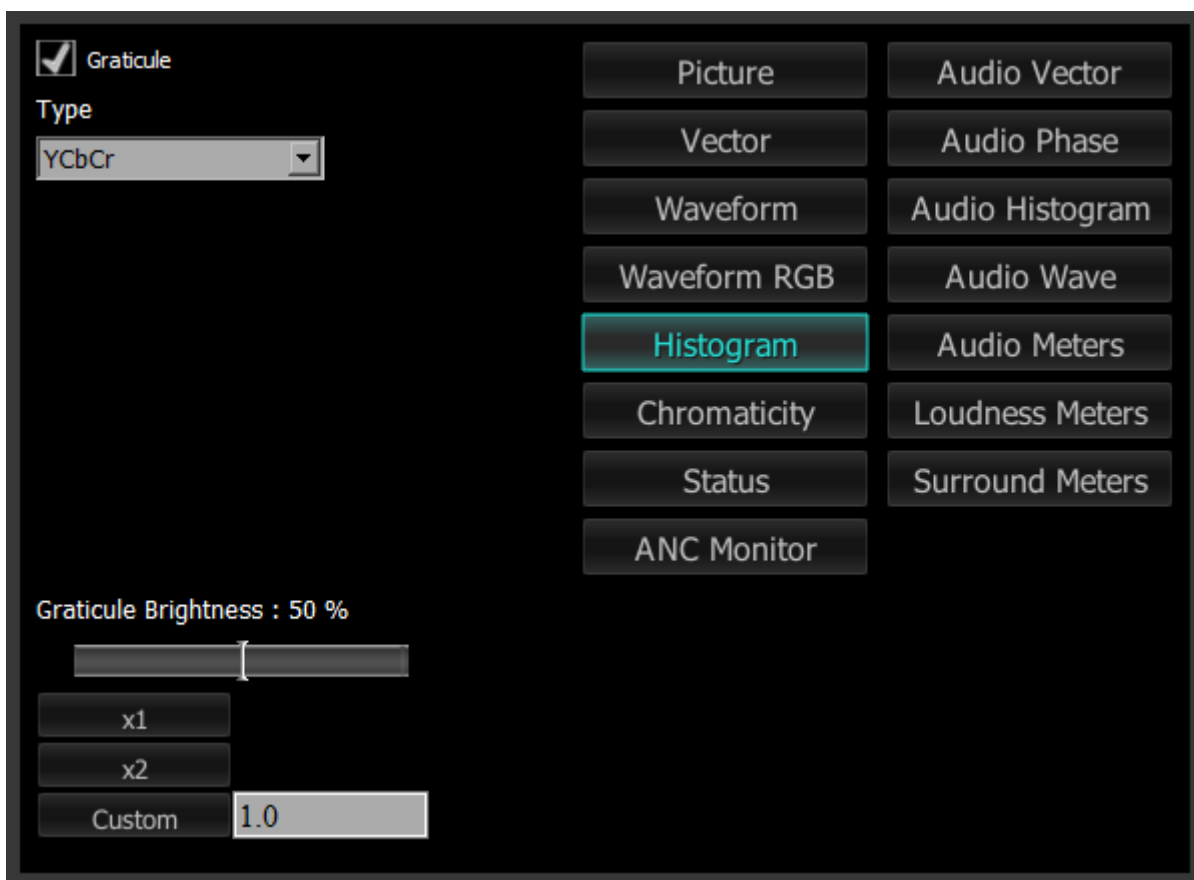 Graticule
Type
YCbCr
Graticule Brightness : 50 %
x1
x2
Custom
1.0
Picture
Vector
Waveform
Waveform RGB
Histogram
Chromaticity
Status
ANC Monitor
Audio Vector
Audio Phase
Audio Histogram
Audio Wave
Audio Meters
Loudness Meters
Surround Meters